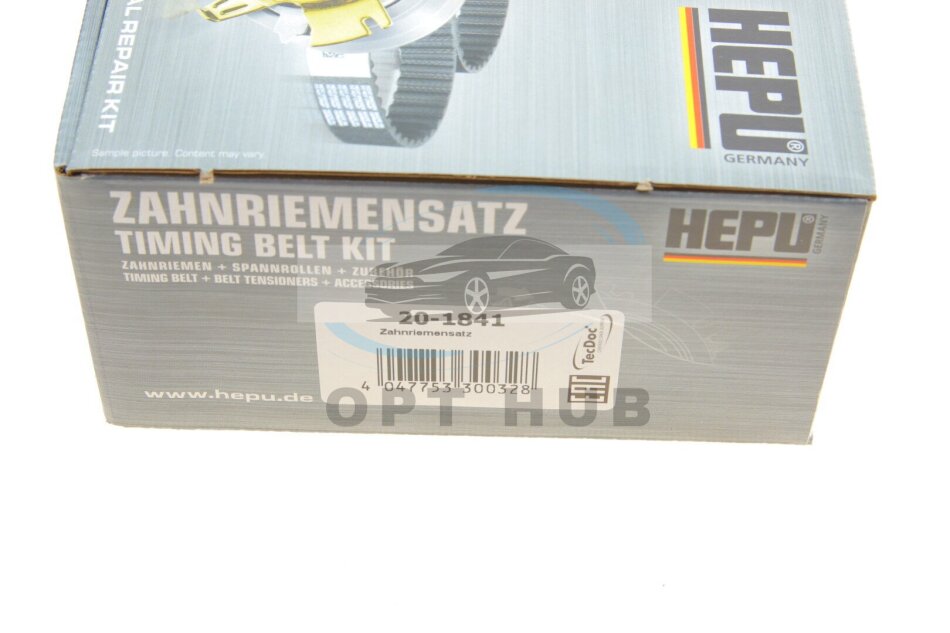 AL REPAIR KIT
Sample picture. Content may vary.
HEPU®
GERMANY
ZAHNRIEMENSATZ
TIMING BELT KIT
ZAHNRIEMEN + SPANNROLLEN + ZUBEHÖR
TIMING BELT + BELT TENSIONERS + ACCESSORIES
HEPU®
GERMANY
20-1841
Zahnriemensatz
TecDoc
4 047753 300328
EAC
www.hepu.de
OPT HUB